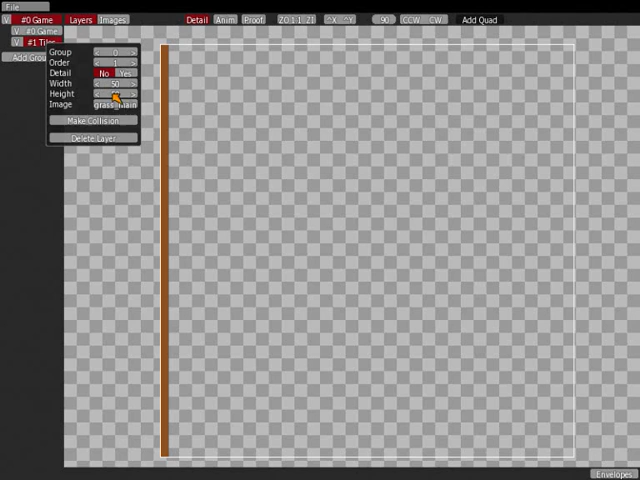 File
V #0 Game Layers Images Detail Anim Proof ZO 1:1 ZI ^X ^Y 90 CCW CW Add Quad
V #0 Game
V #1 Tiles
Add
Group < 0 >
Order < 1 >
Detail No Yes
Width < 50 >
Height < >
Image grass_main
Make Collision
Delete Layer
Envelopes